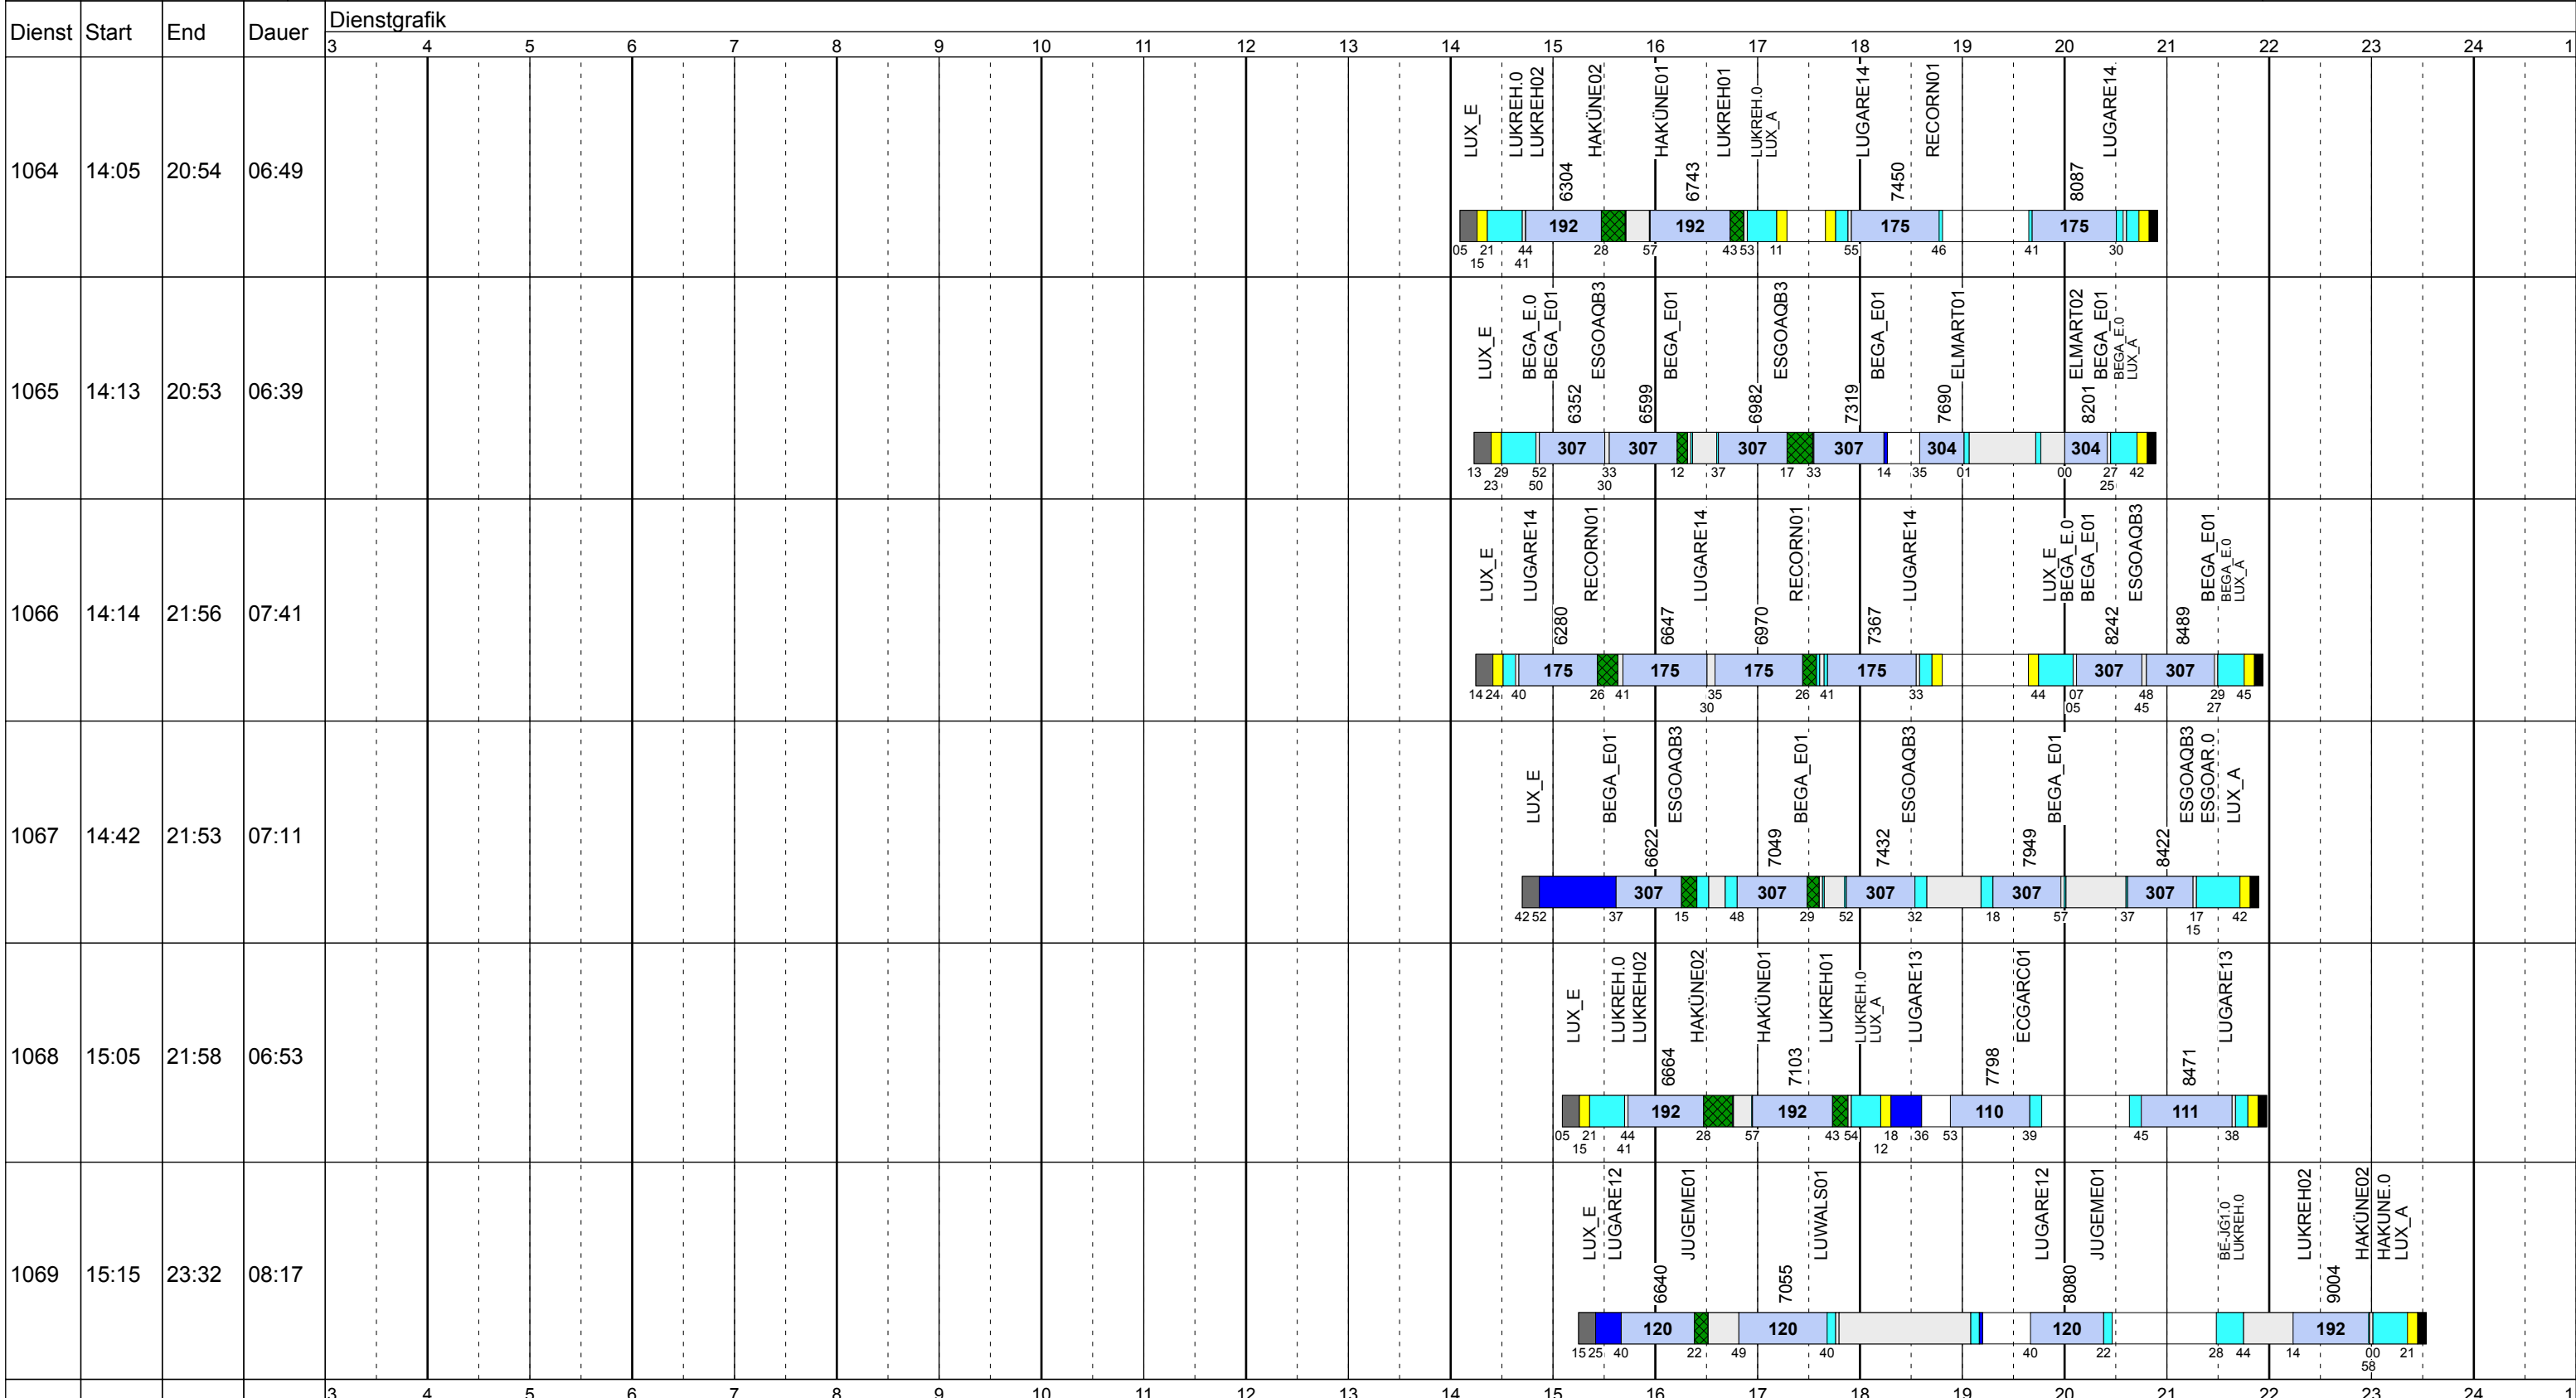 Dienst Start End Dauer Dienstgrafik
3 4 5 6 7 8 9 10 11 12 13 14 15 16 17 18 19 20 21 22 23 24 1
1064 14:05 20:54 06:49
LUX_E LUKREH.0 LUKREH02 HAKÜNE02 HAKÜNE01 LUKREH01 LUKREH.0 LUX_A LUGARE14 RECORN01 LUGARE14
6304 6743 7450 8087
192 192 175 175
05 21 44 28 57 43 53 11 55 46 41 30
15 41
1065 14:13 20:53 06:39
LUX_E BEGA_E.0 BEGA_E01 ESGOAQB3 BEGA_E01 ESGOAQB3 BEGA_E01 ELMART01 ELMART02 BEGA_E01 BEGA_E.0 LUX_A
6352 6599 6982 7319 7690 8201
307 307 307 307 304 304
13 29 52 33 12 37 17 33 14 35 01 00 27 42
23 50 30 25
1066 14:14 21:56 07:41
LUX_E LUGARE14 RECORN01 LUGARE14 RECORN01 LUGARE14 LUX_E BEGA_E.0 BEGA_E01 ESGOAQB3 BEGA_E01 BEGA_E.0 LUX_A
6280 6647 6970 7367 8242 8489
175 175 175 175 307 307
14 24 40 26 41 35 26 41 33 44 07 48 29 45
30 05 45 27
1067 14:42 21:53 07:11
LUX_E BEGA_E01 ESGOAQB3 BEGA_E01 ESGOAQB3 BEGA_E01 ESGOAQB3 ESGOAR.0 LUX_A
6622 7049 7432 7949 8422
307 307 307 307 307
42 52 37 15 48 29 52 32 18 57 37 17 42
15
1068 15:05 21:58 06:53
LUX_E LUKREH.0 LUKREH02 HAKÜNE02 HAKÜNE01 LUKREH01 LUKREH.0 LUX_A LUGARE13 ECGARC01 LUGARE13
6664 7103 7798 8471
192 192 110 111
05 21 44 28 57 43 54 18 36 53 39 45 38
15 41 12
1069 15:15 23:32 08:17
LUX_E LUGARE12 JUGEME01 LUWALS01 LUGARE12 JUGEME01 BE-JG1.0 LUKREH.0 LUKREH02 HAKÜNE02 HAKUNE.0 LUX_A
6640 7055 8080 9004
120 120 120 192
15 25 40 22 49 40 40 22 28 44 14 00 21
58
3 4 5 6 7 8 9 10 11 12 13 14 15 16 17 18 19 20 21 22 23 24 1